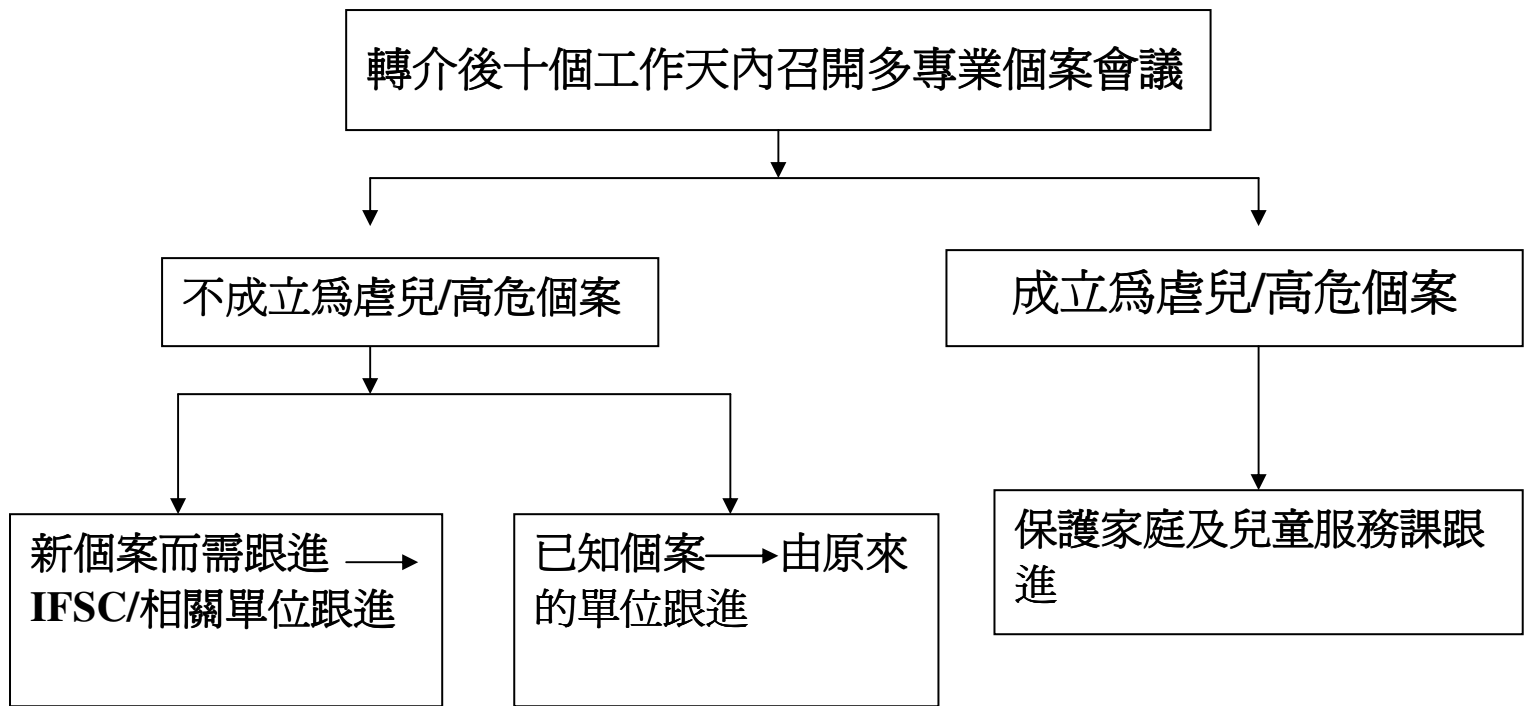 轉介後十個工作天內召開多專業個案會議
不成立爲虐兒/高危個案
成立爲虐兒/高危個案
新個案而需跟進
IFSC/相關單位跟進
已知個案 由原來
的單位跟進
保護家庭及兒童服務課跟
進